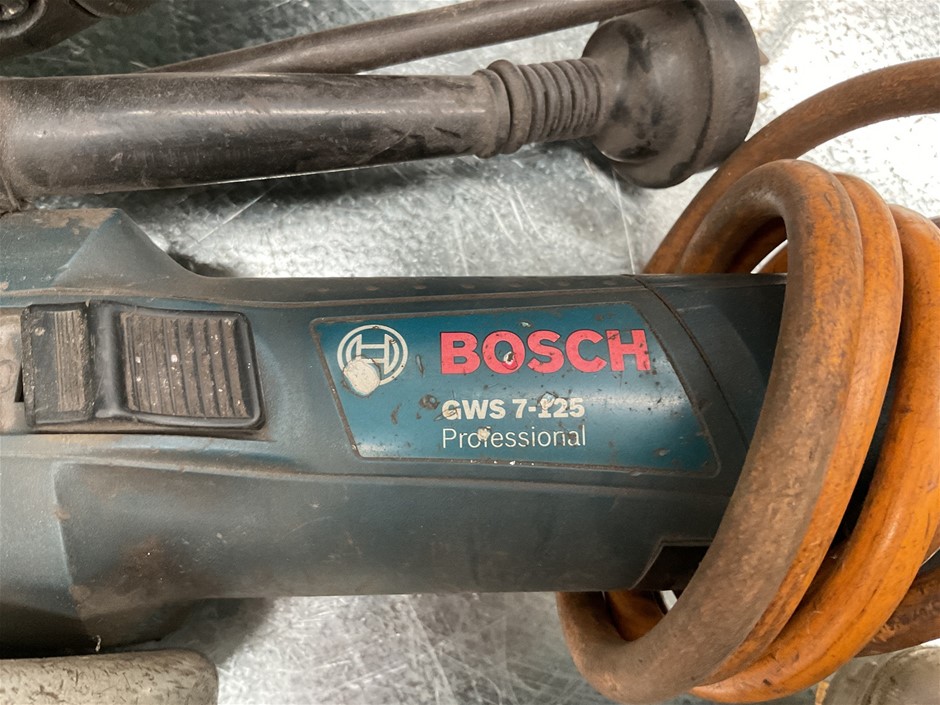 BOSCH
GWS 7-125
Professional